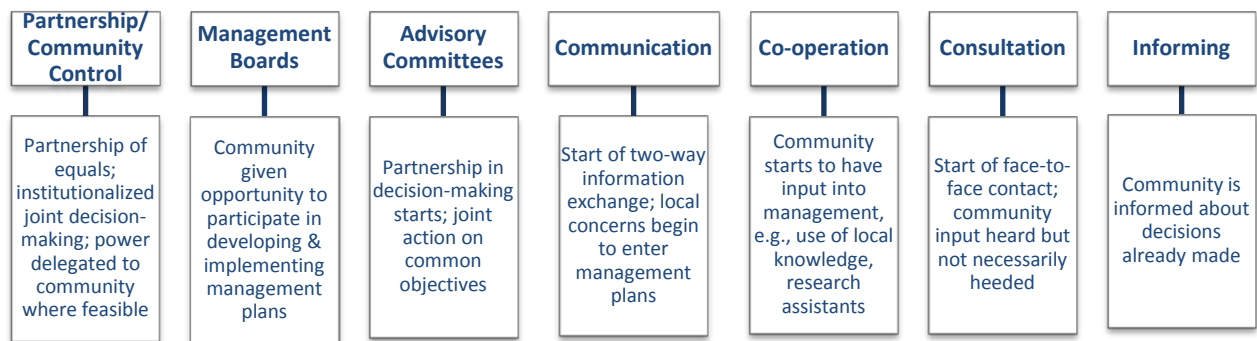 Partnership/
Community
Control
Management
Boards
Advisory
Committees
Communication
Co-operation
Consultation
Informing
Partnership of
equals;
institutionalized
joint decision-
making; power
delegated to
community
where feasible
Community
given
opportunity to
participate in
developing &
implementing
management
plans
Partnership in
decision-making
starts; joint
action on
common
objectives
Start of two-way
information
exchange; local
concerns begin
to enter
management
plans
Community
starts to have
input into
management,
e.g., use of local
knowledge,
research
assistants
Start of face-to-
face contact;
community
input heard but
not necessarily
heeded
Community is
informed about
decisions
already made